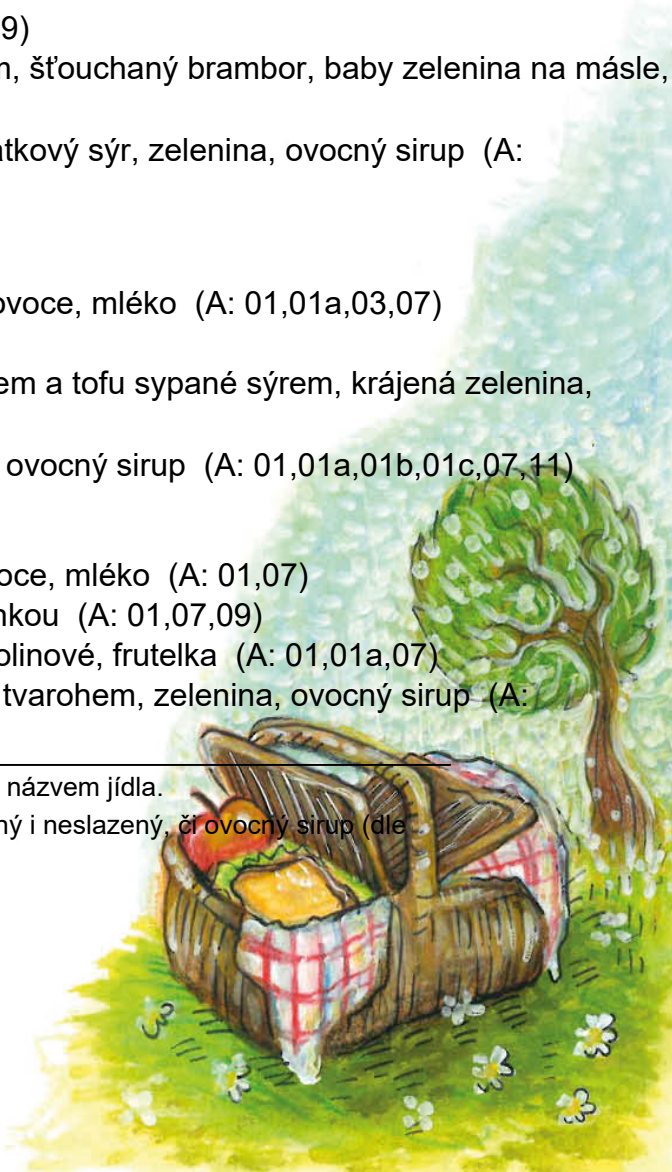 9)
, šťouchaný brambor, baby zelenina na másle,
atkový sýr, zelenina, ovocný sirup (A:
ovoce, mléko (A: 01,01a,03,07)
em a tofu sypané sýrem, krájená zelenina,
ovocný sirup (A: 01,01a,01b,01c,07,11)
oce, mléko (A: 01,07)
nkou (A: 01,07,09)
olinové, frutelka (A: 01,01a,07)
tvarohem, zelenina, ovocný sirup (A:
názvem jídla.
ný i neslazený, či ovocný sirup (dle